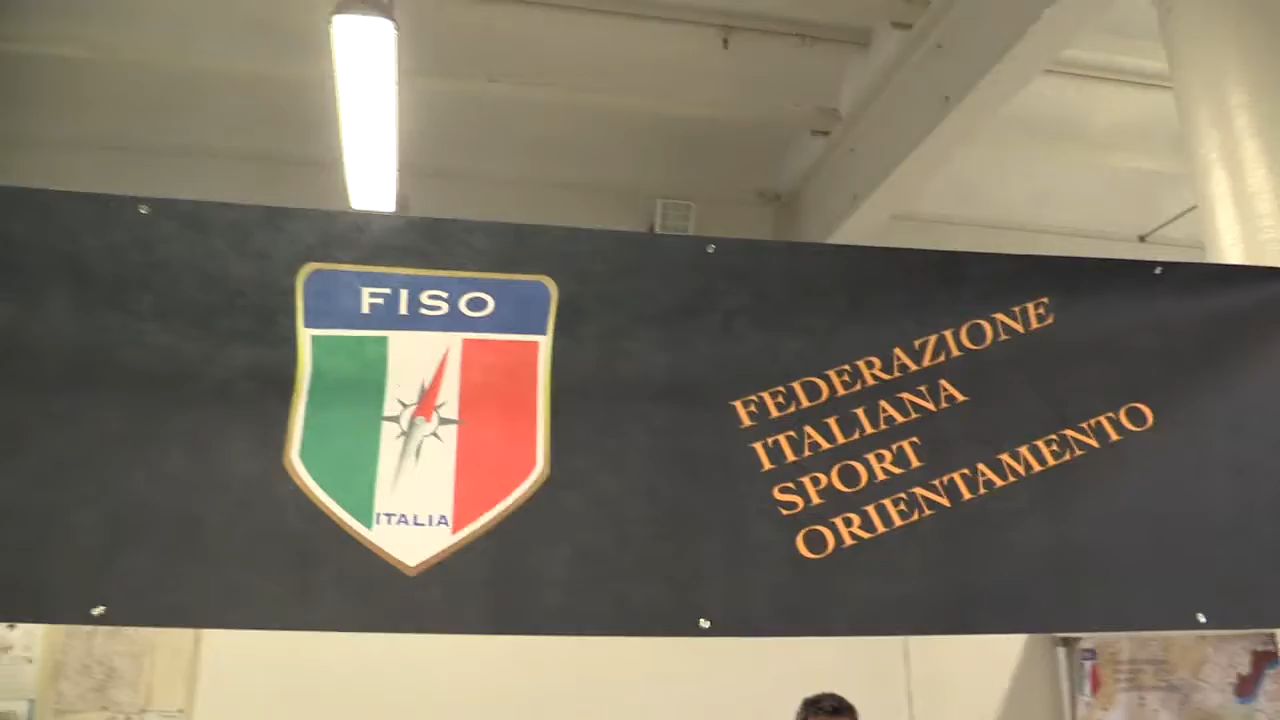 FISO
ITALIA
FEDERAZIONE
ITALIANA
SPORT
ORIENTAMENTO